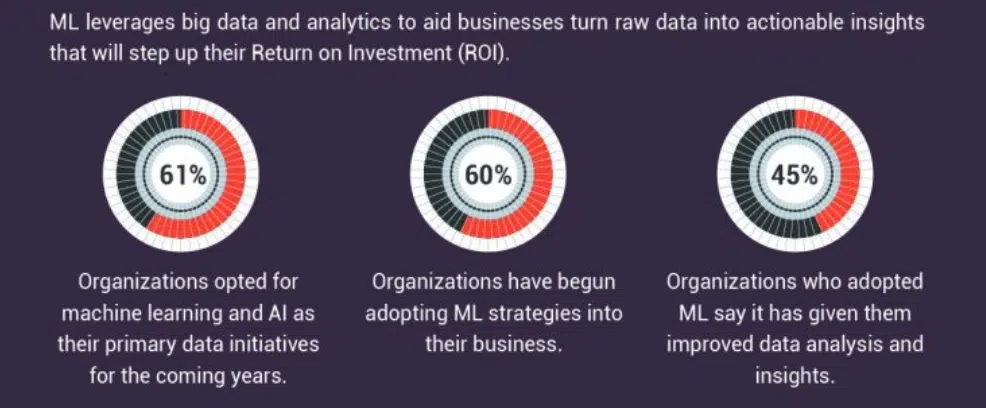 ML leverages big data and analytics to aid businesses turn raw data into actionable insights
that will step up their Return on Investment (ROI).
61%
60%
45%
Organizations opted for
machine learning and AI as
their primary data initiatives
for the coming years.
Organizations have begun
adopting ML strategies into
their business.
Organizations who adopted
ML say it has given them
improved data analysis and
insights.